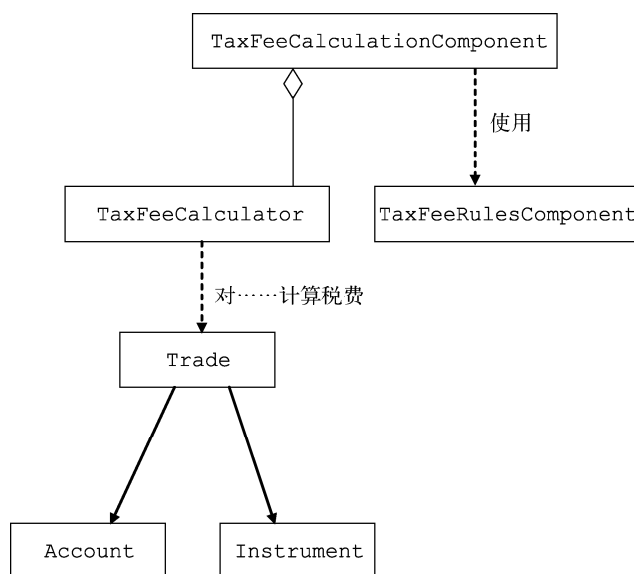 TaxFeeCalculationComponent
使用
TaxFeeCalculator
TaxFeeRulesComponent
对……计算税费
Trade
Account
Instrument